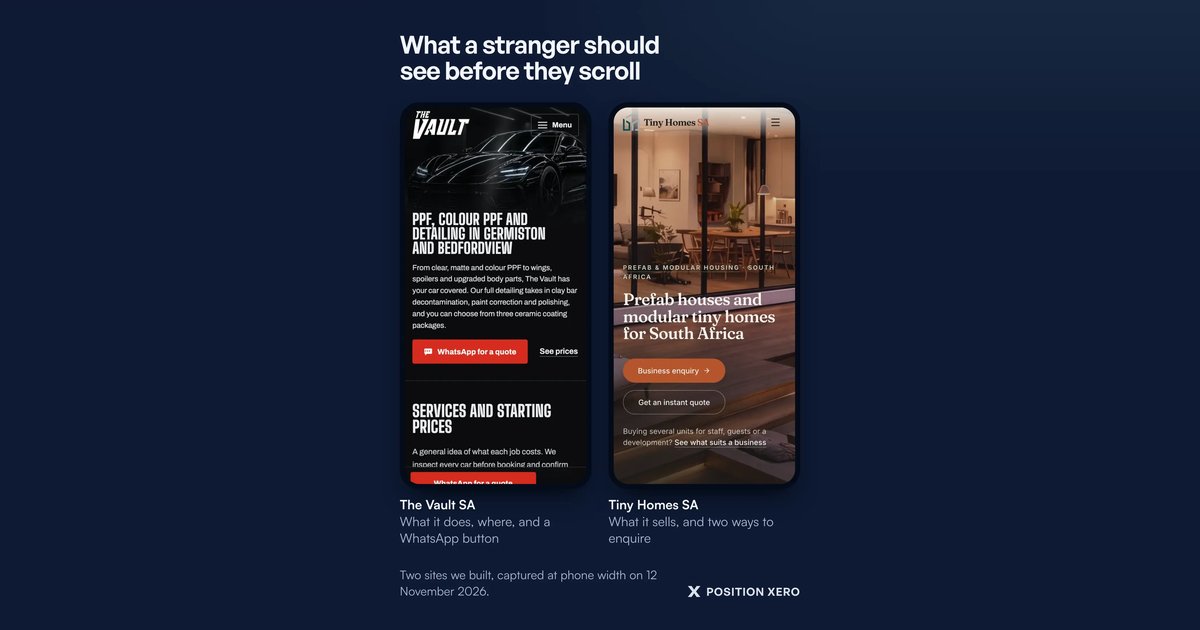 What a stranger should
see before they scroll
THE
VAULT
Menu
PPF, COLOUR PPF AND
DETAILING IN GERMISTON
AND BEDFORDVIEW
From clear, matte and colour PPF to wings,
spoilers and upgraded body parts, The Vault has
your car covered. Our full detailing takes in clay bar
decontamination, paint correction and polishing,
and you can choose from three ceramic coating
packages.
WhatsApp for a quote
See prices
SERVICES AND STARTING
PRICES
A general idea of what each job costs. We
inspect every car before booking and confirm
WhatsApp for a quote
Tiny Homes SA
PREFAB & MODULAR HOUSING · SOUTH
AFRICA
Prefab houses and
modular tiny homes
for South Africa
Business enquiry →
Get an instant quote
Buying several units for staff, guests or a
development? See what suits a business
The Vault SA
What it does, where, and a
WhatsApp button
Tiny Homes SA
What it sells, and two ways to
enquire
Two sites we built, captured at phone width on 12
November 2026.
POSITION XERO